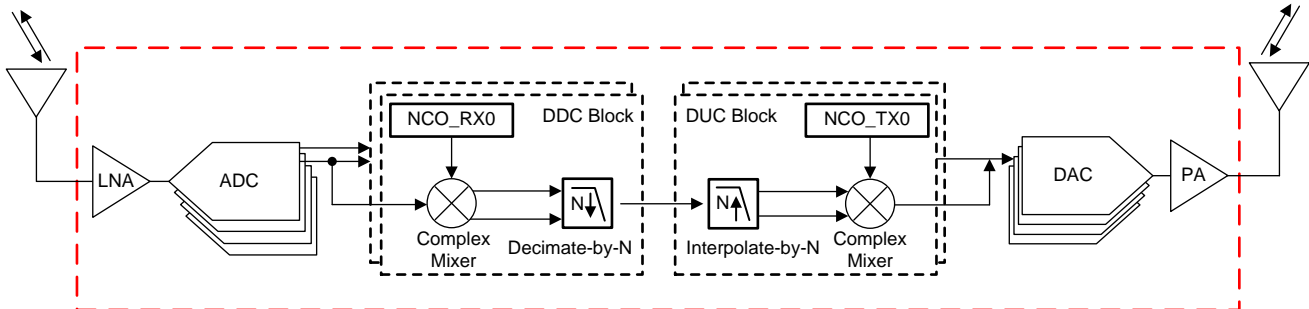 NCO_RX0
DDC Block
DUC Block
NCO_TX0
LNA
ADC
N
N
DAC
PA
Complex
Mixer
Decimate-by-N
Interpolate-by-N
Complex
Mixer